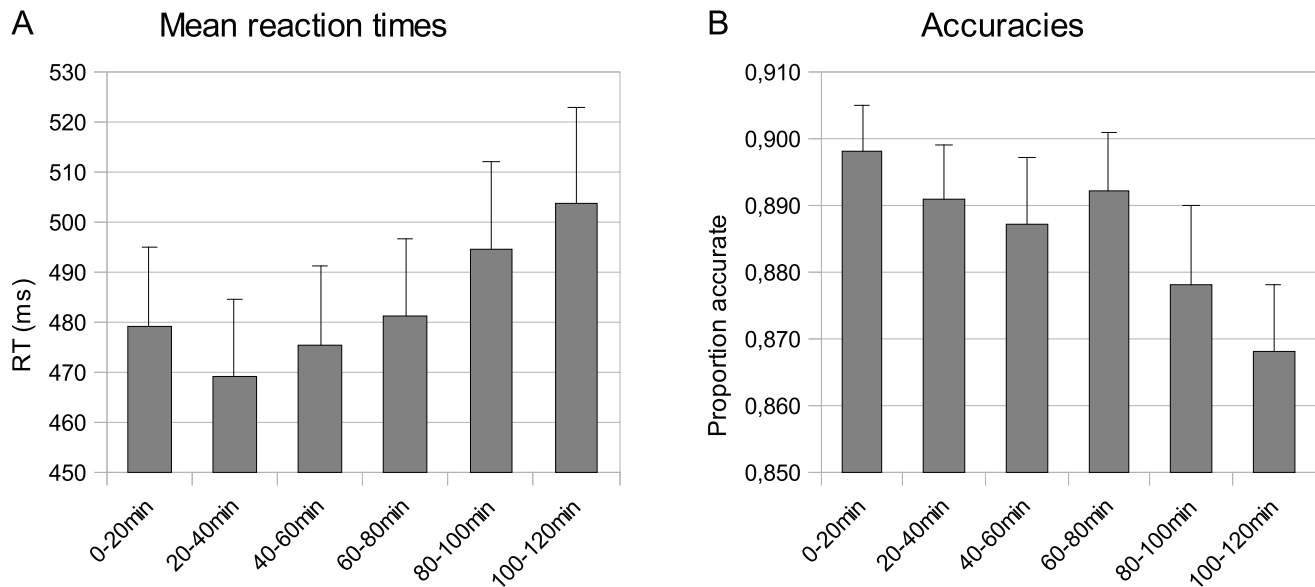 A
Mean reaction times
530
520
510
500
490
480
470
460
450
RT (ms)
0-20min
20-40min
40-60min
60-80min
80-100min
100-120min
B
Accuracies
0,910
0,900
0,890
0,880
0,870
0,860
0,850
Proportion accurate
0-20min
20-40min
40-60min
60-80min
80-100min
100-120min